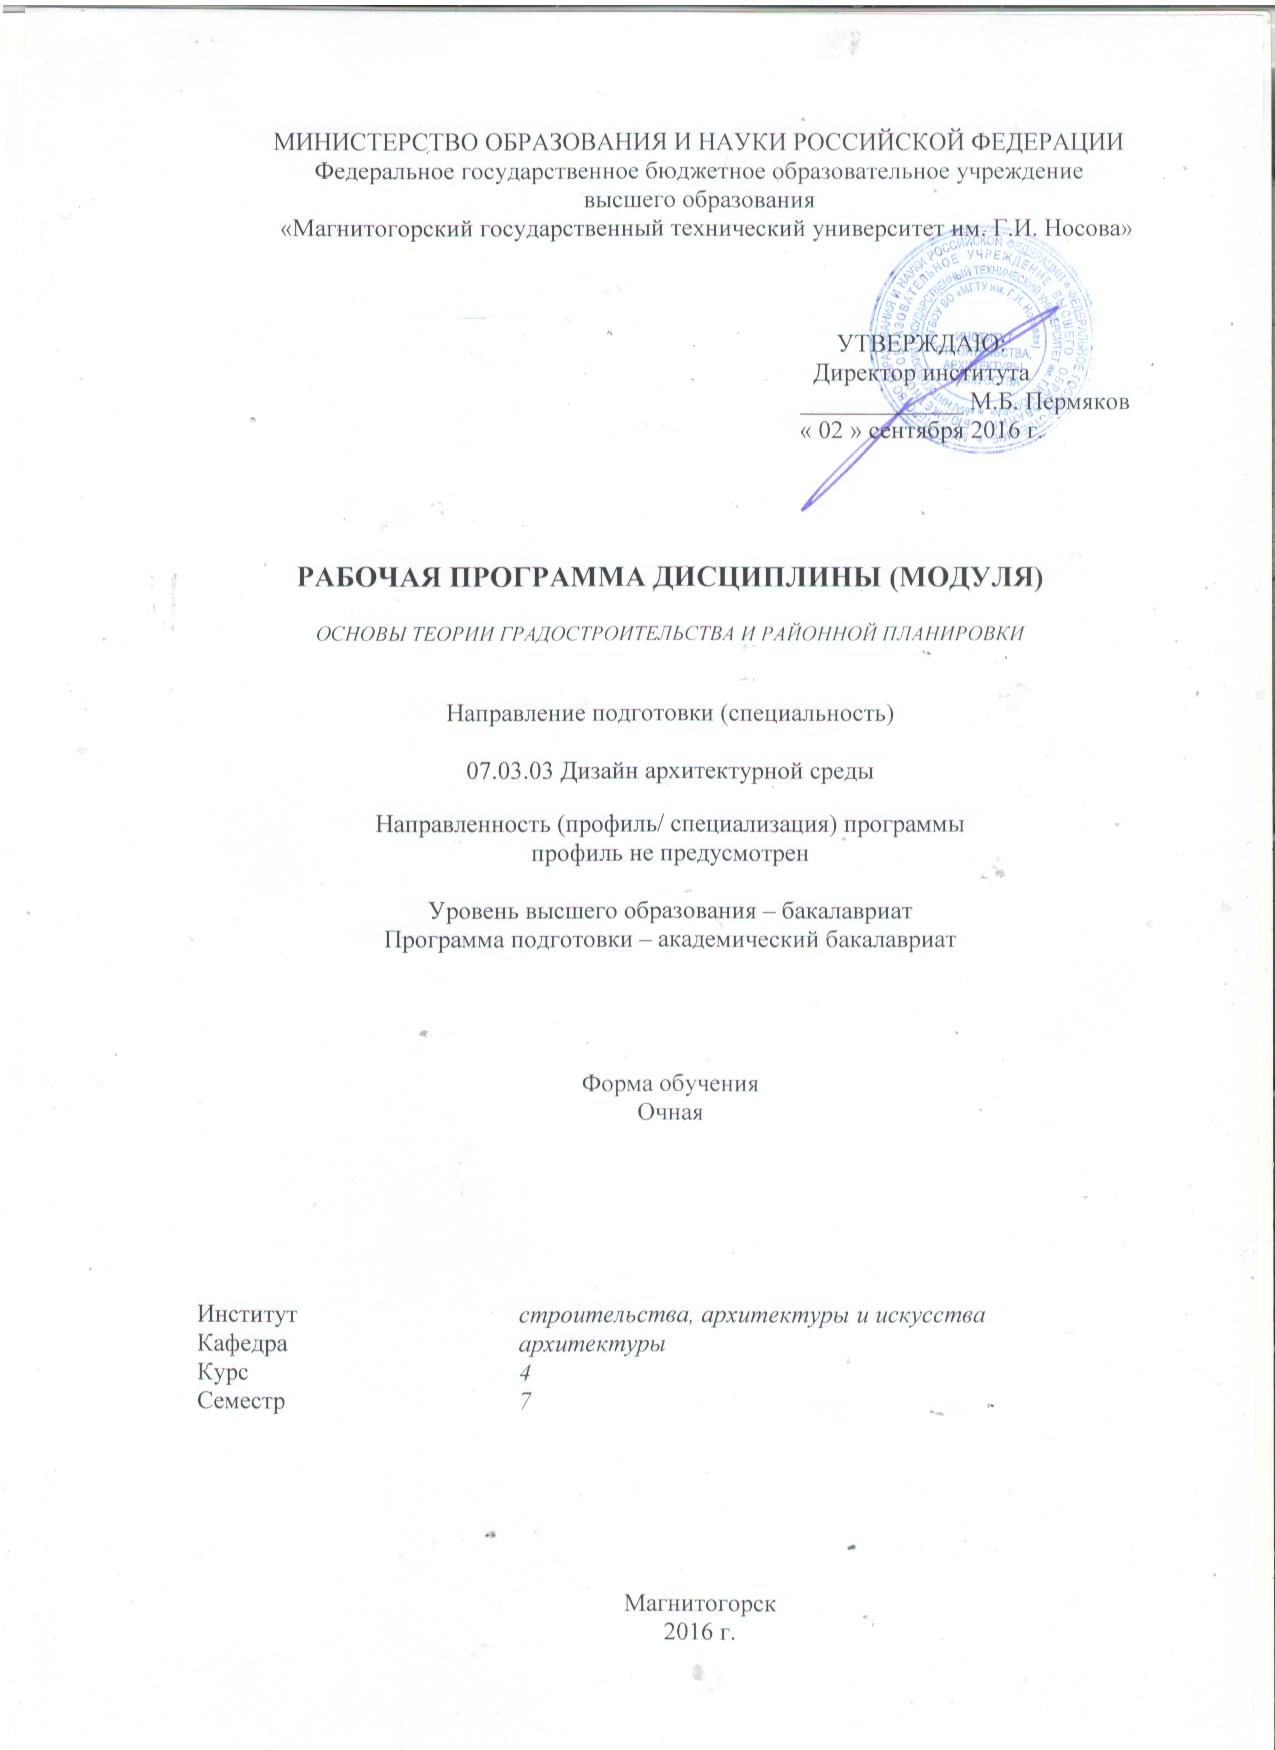 МИНИСТЕРСТВО ОБРАЗОВАНИЯ И НАУКИ РОССИЙСКОЙ ФЕДЕРАЦИИ
Федеральное государственное бюджетное образовательное учреждение
высшего образования
«Магнитогорский государственный технический университет им. Г.И. Носова»
УТВЕРЖДАЮ:
Директор института
М.Б. Пермяков
« 02 » сентября 2016 г.
РАБОЧАЯ ПРОГРАММА ДИСЦИПЛИНЫ (МОДУЛЯ)
ОСНОВЫ ТЕОРИИ ГРАДОСТРОИТЕЛЬСТВА И РАЙОННОЙ ПЛАНИРОВКИ
Направление подготовки (специальность)
07.03.03 Дизайн архитектурной среды
Направленность (профиль/ специализация) программы
профиль не предусмотрен
Уровень высшего образования – бакалавриат
Программа подготовки – академический бакалавриат
Форма обучения
Очная
Институт строительства, архитектуры и искусства
Кафедра архитектуры
Курс 4
Семестр 7
Магнитогорск
2016 г.